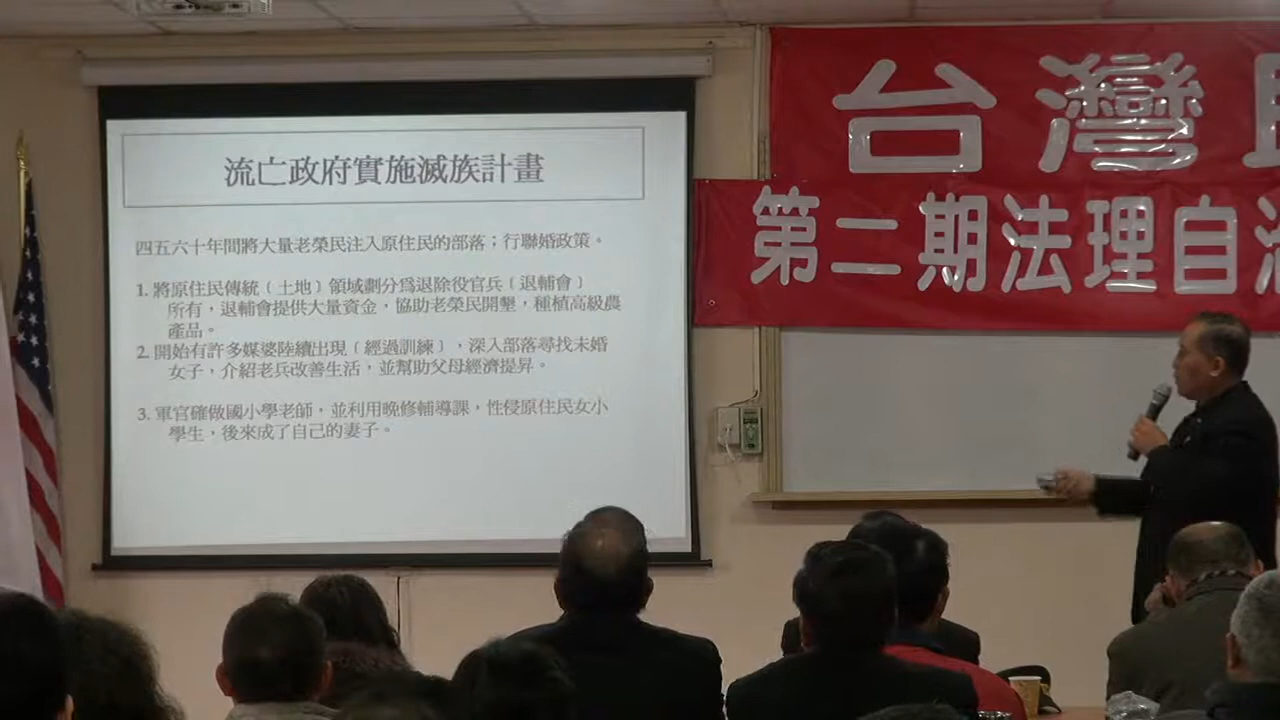 流亡政府實施滅族計畫
四五六十年間將大量老榮民注入原住民的部落；行聯婚政策。
1. 將原住民傳統﹝土地﹞領域劃分為退除役官兵﹝退輔會﹞
所有，退輔會提供大量資金，協助老榮民開墾，種植高級農
產品。
2. 開始有許多媒婆陸續出現﹝經過訓練﹞，深入部落尋找未婚
女子，介紹老兵改善生活，並幫助父母經濟提昇。
3. 軍官確做國小學老師，並利用晚修輔導課，性侵原住民女小
學生，後來成了自己的妻子。
台灣
第二期法理自治